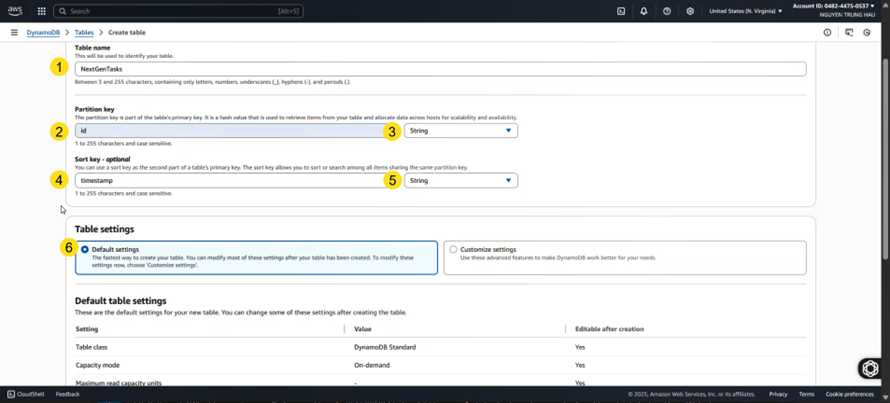 aws
Search
[Alt+S]
United States (N. Virginia)
Account ID: 0482-4475-0537
NGUYEN TRUNG HAU
DynamoDB > Tables > Create table
Table name
This will be used to identify your table.
1
NextGenTasks
Between 3 and 255 characters, containing only letters, numbers, underscores (_), hyphens (-), and periods (.).
Partition key
The partition key is part of the table's primary key. It is a hash value that is used to retrieve items from your table and allocate data across hosts for scalability and availability.
2 id 3 String
1 to 255 characters and case sensitive.
Sort key - optional
You can use a sort key as the second part of a table's primary key. The sort key allows you to sort or search among all items sharing the same partition key.
4 timestamp 5 String
1 to 255 characters and case sensitive.
Table settings
6 Default settings
The fastest way to create your table. You can modify most of these settings after your table has been created. To modify these
settings now, choose 'Customize settings'.
Customize settings
Use these advanced features to make DynamoDB work better for your needs.
Default table settings
These are the default settings for your new table. You can change some of these settings after creating the table.
Setting Value Editable after creation
Table class DynamoDB Standard Yes
Capacity mode On-demand Yes
Maximum read capacity units - Yes
CloudShell Feedback © 2025, Amazon Web Services, Inc. or its affiliates. Privacy Terms Cookie preferences